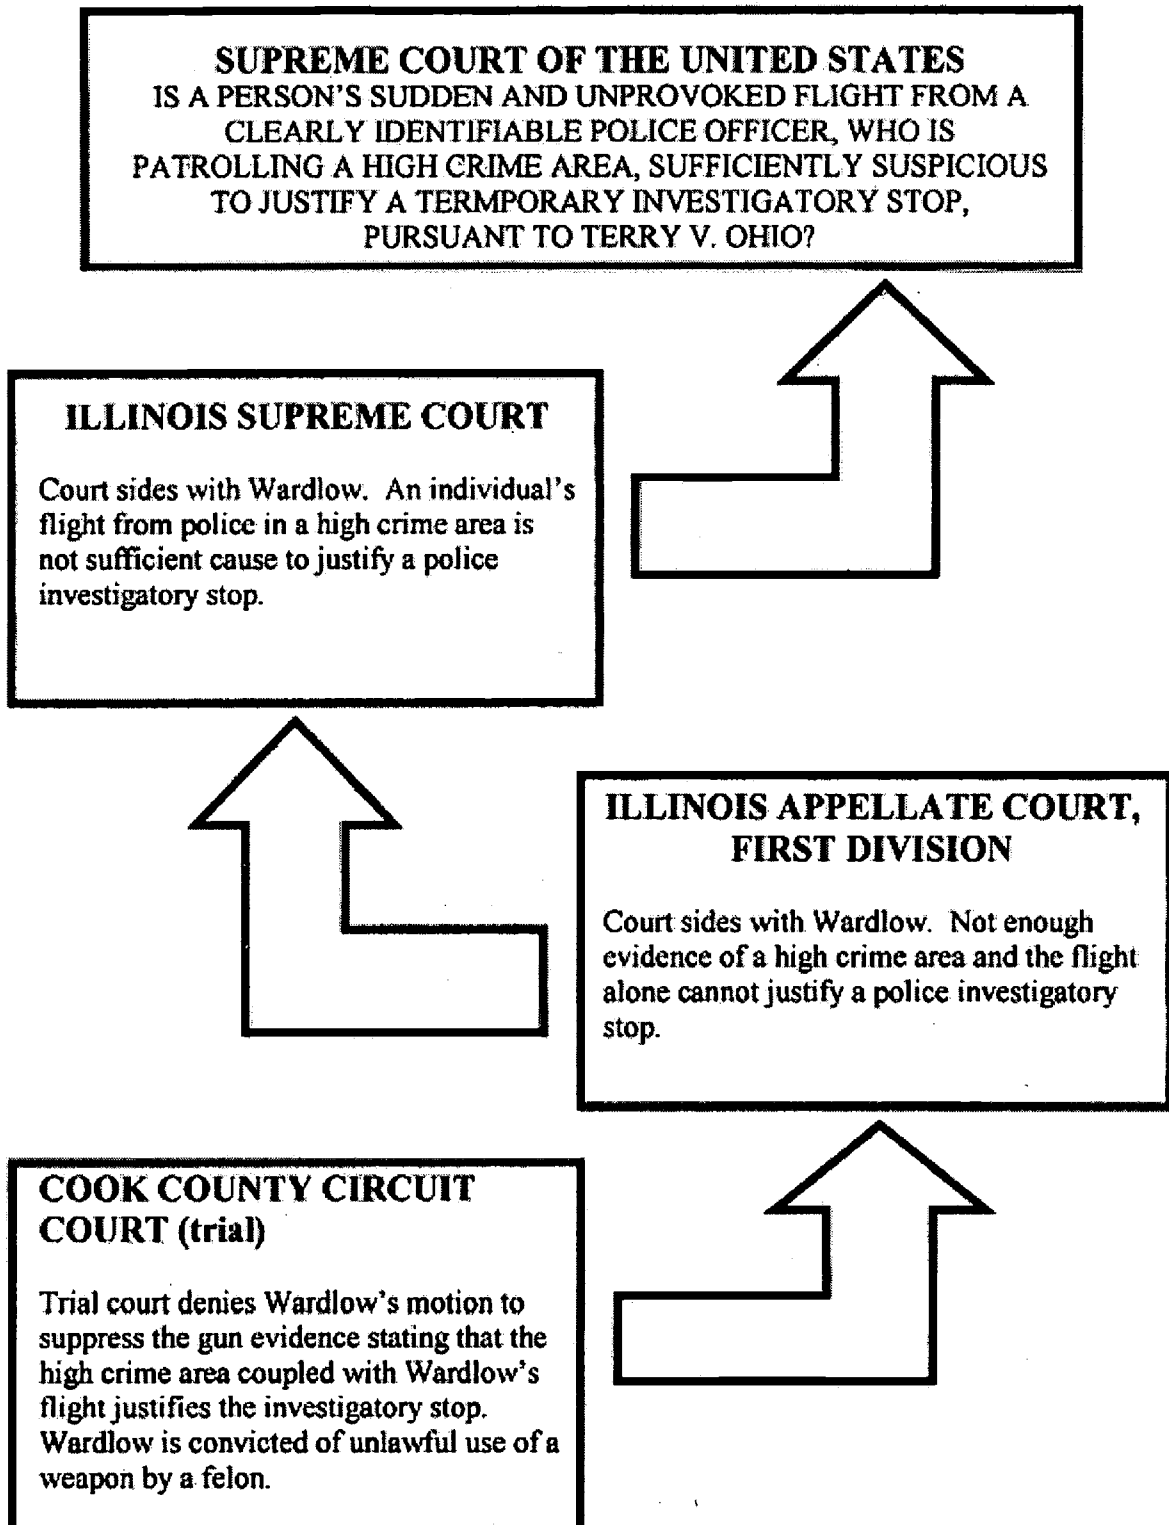 SUPREME COURT OF THE UNITED STATES
IS A PERSON'S SUDDEN AND UNPROVOKED FLIGHT FROM A
CLEARLY IDENTIFIABLE POLICE OFFICER, WHO IS
PATROLLING A HIGH CRIME AREA, SUFFICIENTLY SUSPICIOUS
TO JUSTIFY A TERMPORARY INVESTIGATORY STOP,
PURSUANT TO TERRY V. OHIO?
ILLINOIS SUPREME COURT
Court sides with Wardlow. An individual's
flight from police in a high crime area is
not sufficient cause to justify a police
investigatory stop.
ILLINOIS APPELLATE COURT,
FIRST DIVISION
Court sides with Wardlow. Not enough
evidence of a high crime area and the flight
alone cannot justify a police investigatory
stop.
COOK COUNTY CIRCUIT
COURT (trial)
Trial court denies Wardlow's motion to
suppress the gun evidence stating that the
high crime area coupled with Wardlow's
flight justifies the investigatory stop.
Wardlow is convicted of unlawful use of a
weapon by a felon.